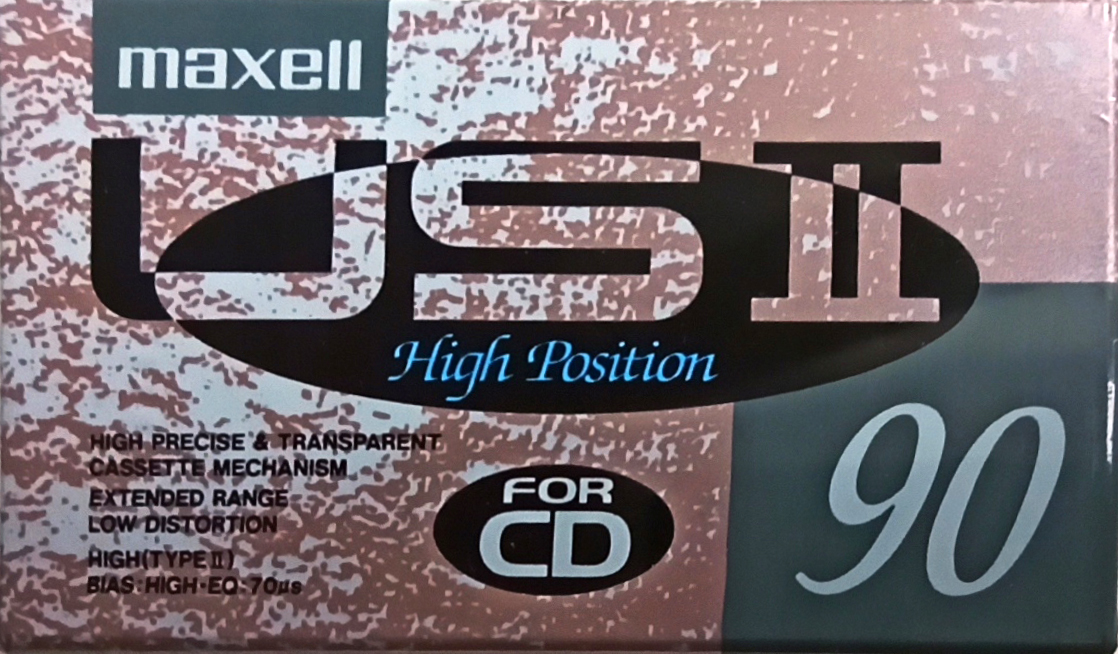 maxell
US II
High Position
HIGH PRECISE & TRANSPARENT
CASSETTE MECHANISM
EXTENDED RANGE
LOW DISTORTION
HIGH(TYPE II)
BIAS:HIGH·EQ:70µs
FOR
CD
90